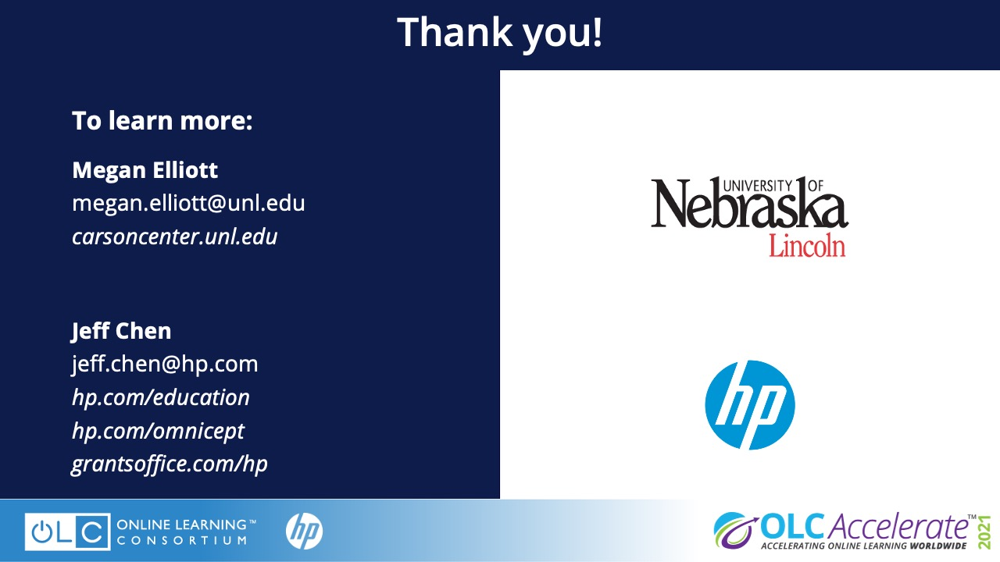 Thank you!
To learn more:
Megan Elliott
megan.elliott@unl.edu
carsoncenter.unl.edu
Jeff Chen
jeff.chen@hp.com
hp.com/education
hp.com/omnicept
grantsoffice.com/hp
UNIVERSITY OF
Nebraska
Lincoln
hp
OLC ONLINE LEARNING™
CONSORTIUM
hp
OLC Accelerate™
ACCELERATING ONLINE LEARNING WORLDWIDE
2021